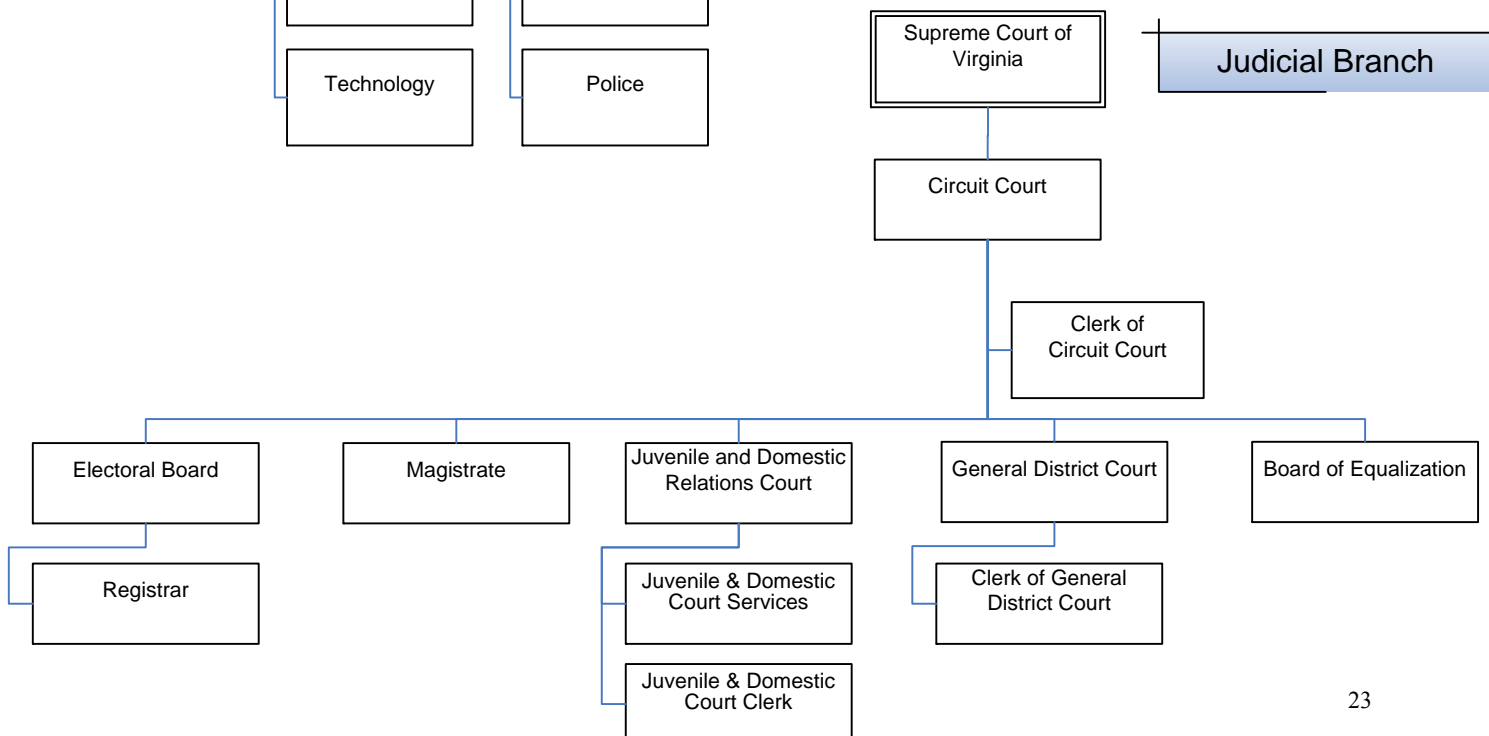 Supreme Court of
Virginia
Judicial Branch
Technology
Police
Circuit Court
Clerk of
Circuit Court
Electoral Board
Magistrate
Juvenile and Domestic
Relations Court
General District Court
Board of Equalization
Registrar
Juvenile & Domestic
Court Services
Clerk of General
District Court
Juvenile & Domestic
Court Clerk
23